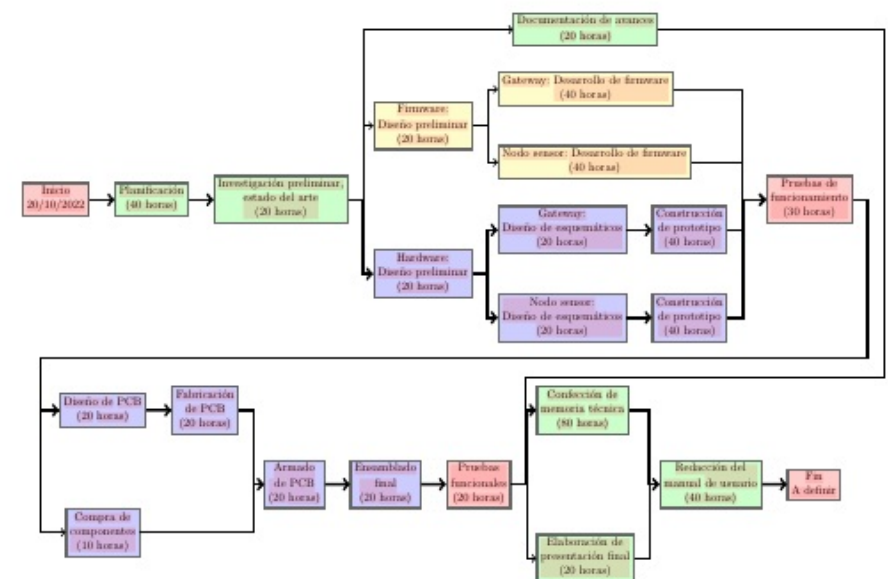 Documentación de avances
(20 horas)
Gateway: Desarrollo de firmware
(40 horas)
Firmware:
Diseño preliminar
(20 horas)
Nodo sensor: Desarrollo de firmware
(40 horas)
Inicio
20/10/2022
Planificación
(40 horas)
Investigación preliminar,
estado del arte
(20 horas)
Pruebas de
funcionamiento
(30 horas)
Gateway:
Diseño de esquemáticos
(20 horas)
Construcción
de prototipo
(40 horas)
Hardware:
Diseño preliminar
(20 horas)
Nodo sensor:
Diseño de esquemáticos
(20 horas)
Construcción
de prototipo
(40 horas)
Diseño de PCB
(20 horas)
Fabricación
de PCB
(20 horas)
Confección de
memoria técnica
(80 horas)
Armado
de PCB
(20 horas)
Ensamblado
final
(20 horas)
Pruebas
funcionales
(20 horas)
Redacción del
manual de usuario
(40 horas)
Fin
A definir
Compra de
componentes
(10 horas)
Elaboración de
presentación final
(20 horas)